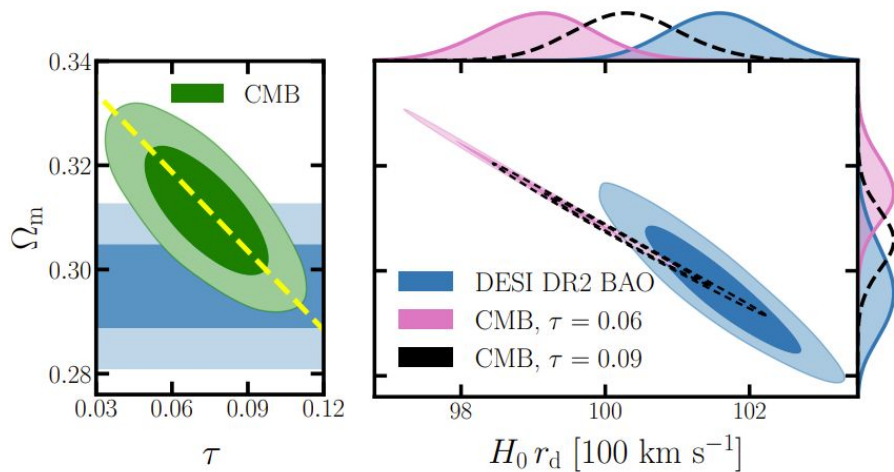 0.34
0.32
0.30
0.28
Ωₘ
CMB
0.03 0.06 0.09 0.12
τ
DESI DR2 BAO
CMB, τ = 0.06
CMB, τ = 0.09
98 100 102
H₀ r_d [100 km s⁻¹]